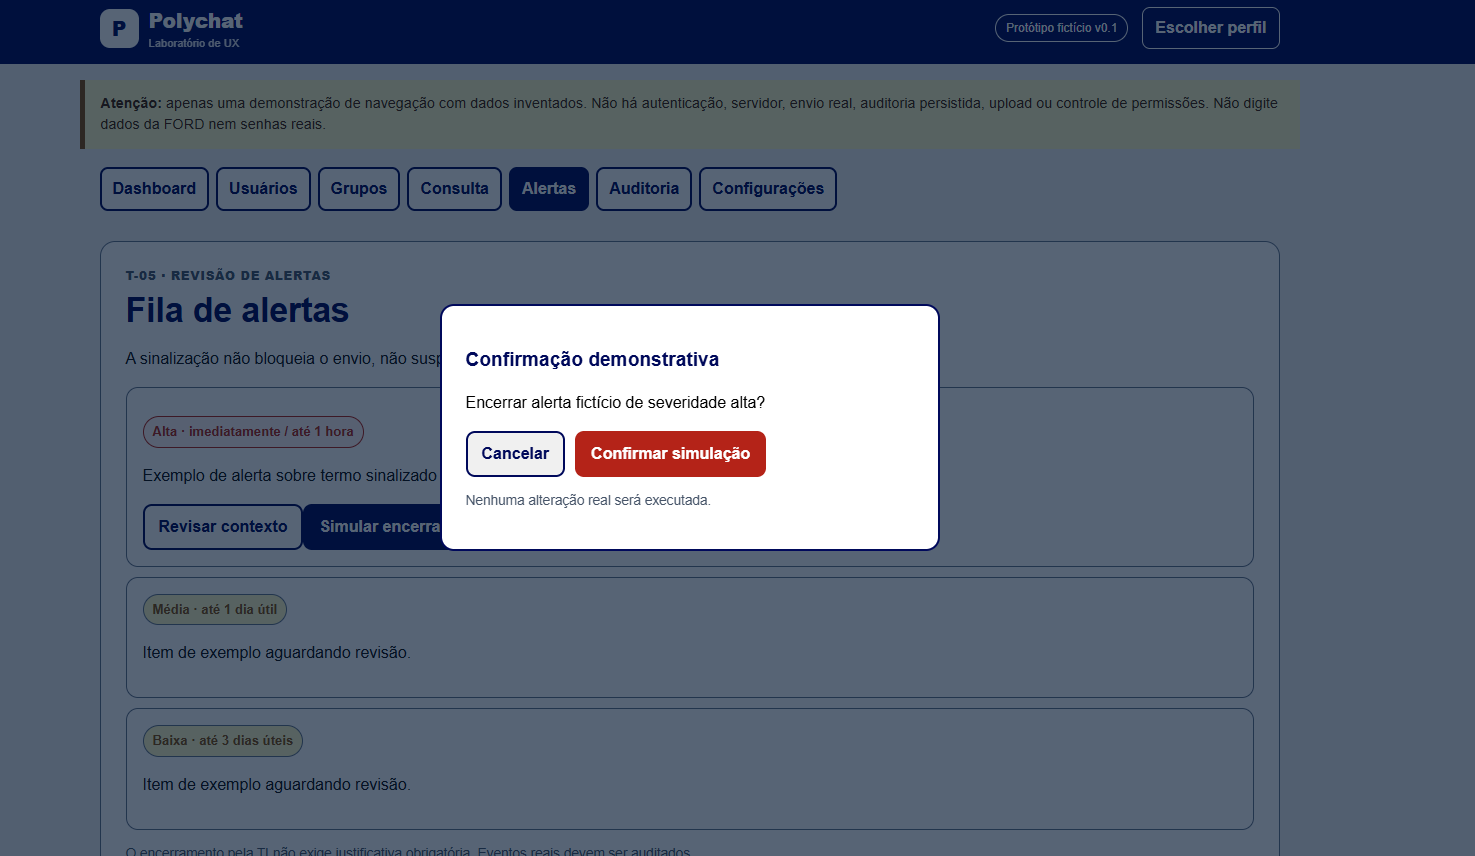 P
Polychat
Laboratório de UX
Protótipo fictício v0.1
Escolher perfil
Atenção: apenas uma demonstração de navegação com dados inventados. Não há autenticação, servidor, envio real, auditoria persistida, upload ou controle de permissões. Não digite
dados da FORD nem senhas reais.
Dashboard
Usuários
Grupos
Consulta
Alertas
Auditoria
Configurações
T-05 · REVISÃO DE ALERTAS
Fila de alertas
A sinalização não bloqueia o envio, não
Alta · imediatamente / até 1 hora
Exemplo de alerta sobre termo sinalizado
Revisar contexto
Simular
Confirmação demonstrativa
Encerrar alerta fictício de severidade alta?
Cancelar
Confirmar simulação
Nenhuma alteração real será executada.
Média · até 1 dia útil
Item de exemplo aguardando revisão.
Baixa · até 3 dias úteis
Item de exemplo aguardando revisão.
O encerramento pela TI não exige justificativa obrigatória. Eventos reais devem ser auditados.